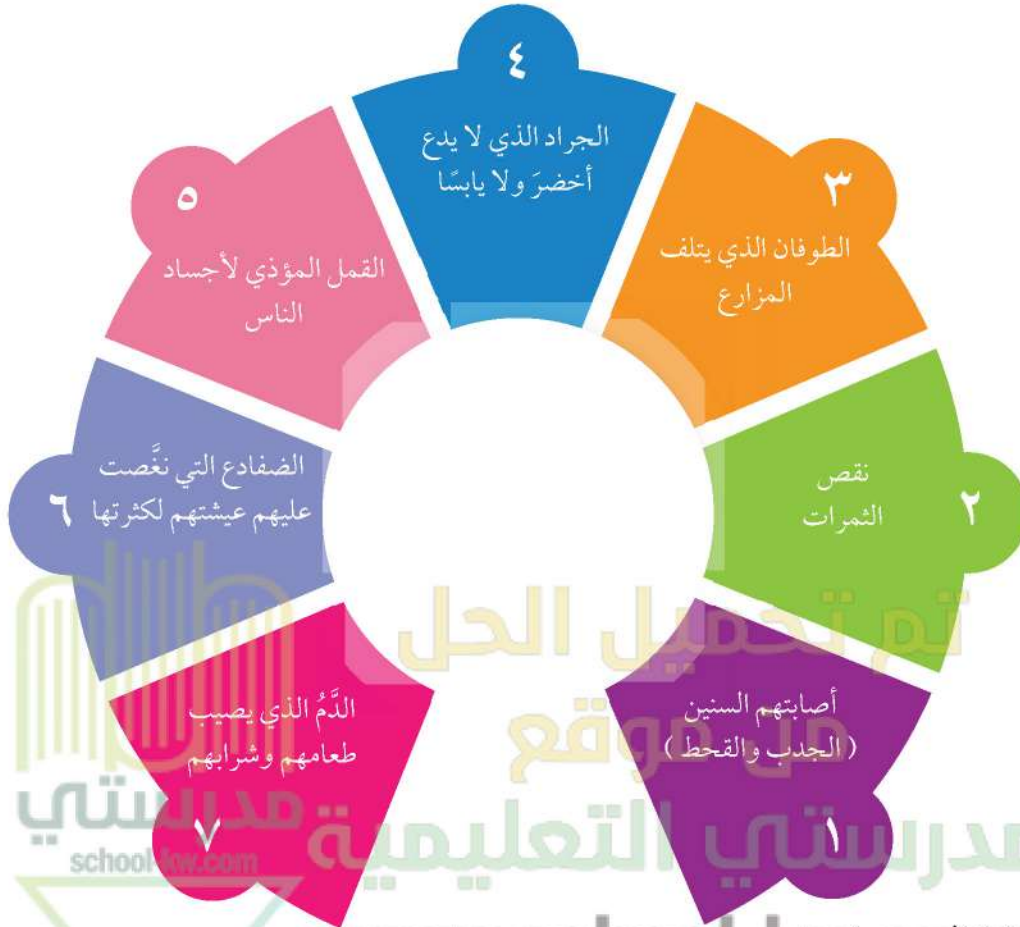 ١
أصابتهم السنين
(الجدب والقحط)
٢
نقص
الثمرات
٣
الطوفان الذي يتلف
المزارع
٤
الجراد الذي لا يدع
أخضرَ ولا يابسًا
٥
القمل المؤذي لأجساد
الناس
٦
الضفادع التي نغَّصت
عليهم عيشتهم لكثرتها
٧
الدَّمُ الذي يصيب
طعامهم وشرابهم
تم تحميل الحل
من موقع
مدرستي التعليمية
مدرستي
school-kw.com